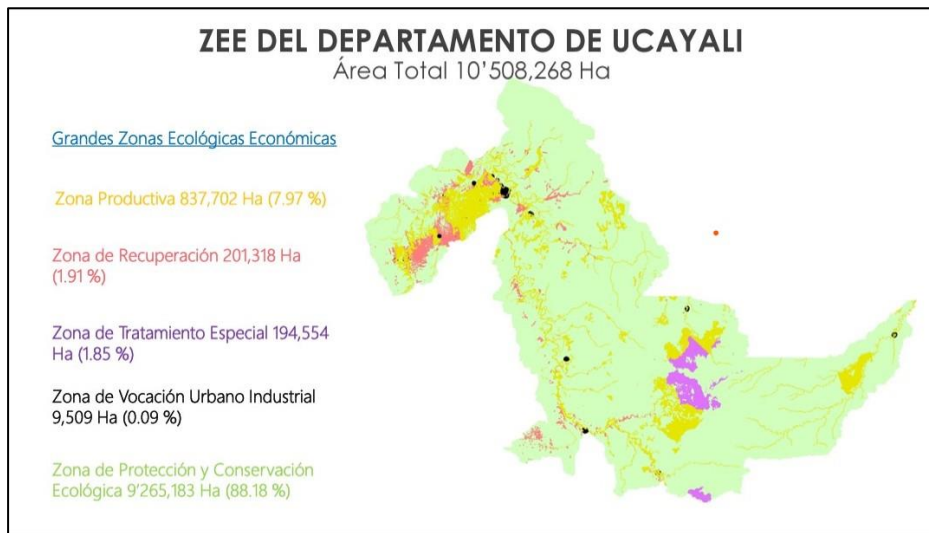 ZEE DEL DEPARTAMENTO DE UCAYALI
Área Total 10’508,268 Ha
Grandes Zonas Ecológicas Económicas
Zona Productiva 837,702 Ha (7.97 %)
Zona de Recuperación 201,318 Ha
(1.91 %)
Zona de Tratamiento Especial 194,554
Ha (1.85 %)
Zona de Vocación Urbano Industrial
9,509 Ha (0.09 %)
Zona de Protección y Conservación
Ecológica 9’265,183 Ha (88.18 %)